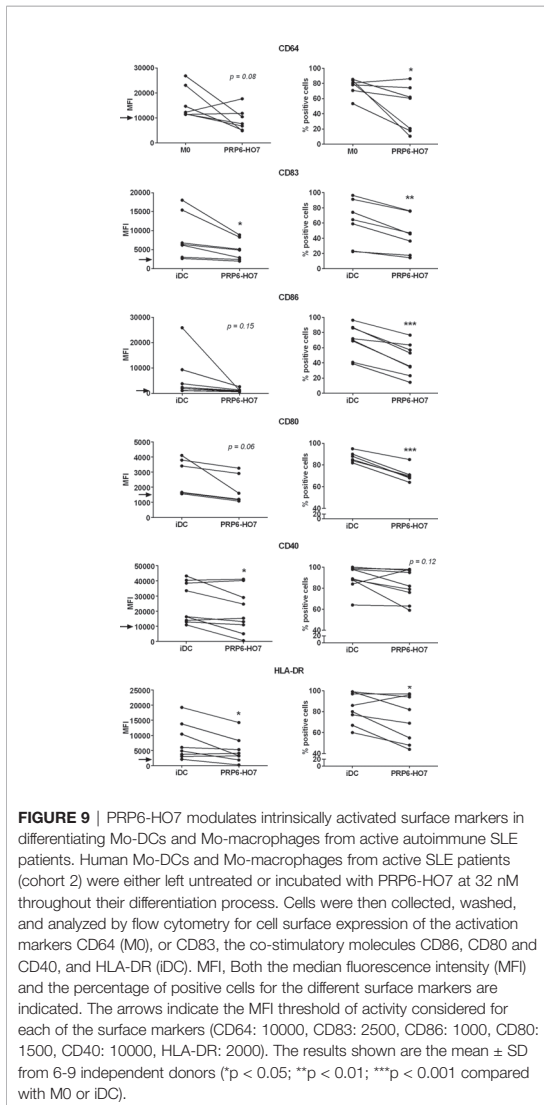 CD64
30000
20000
10000
0
MFI
p = 0.08
M0
PRP6-HO7
100
80
60
40
20
0
% positive cells
*
M0
PRP6-HO7
CD83
20000
15000
10000
5000
0
MFI
*
iDC
PRP6-HO7
100
80
60
40
20
0
% positive cells
**
iDC
PRP6-HO7
CD86
30000
20000
10000
0
MFI
p = 0.15
iDC
PRP6-HO7
100
80
60
40
20
0
% positive cells
***
iDC
PRP6-HO7
CD80
5000
4000
3000
2000
1000
0
MFI
p = 0.06
iDC
PRP6-HO7
100
80
60
40
20
0
% positive cells
***
iDC
PRP6-HO7
CD40
50000
40000
30000
20000
10000
0
MFI
*
iDC
PRP6-HO7
100
80
60
40
20
0
% positive cells
p = 0.12
iDC
PRP6-HO7
HLA-DR
25000
20000
15000
10000
5000
0
MFI
*
iDC
PRP6-HO7
100
80
60
40
20
0
% positive cells
*
iDC
PRP6-HO7
FIGURE 9 | PRP6-HO7 modulates intrinsically activated surface markers in
differentiating Mo-DCs and Mo-macrophages from active autoimmune SLE
patients. Human Mo-DCs and Mo-macrophages from active SLE patients
(cohort 2) were either left untreated or incubated with PRP6-HO7 at 32 nM
throughout their differentiation process. Cells were then collected, washed,
and analyzed by flow cytometry for cell surface expression of the activation
markers CD64 (M0), or CD83, the co-stimulatory molecules CD86, CD80 and
CD40, and HLA-DR (iDC). MFI, Both the median fluorescence intensity (MFI)
and the percentage of positive cells for the different surface markers are
indicated. The arrows indicate the MFI threshold of activity considered for
each of the surface markers (CD64: 10000, CD83: 2500, CD86: 1000, CD80:
1500, CD40: 10000, HLA-DR: 2000). The results shown are the mean ± SD
from 6-9 independent donors (*p < 0.05; **p < 0.01; ***p < 0.001 compared
with M0 or iDC).